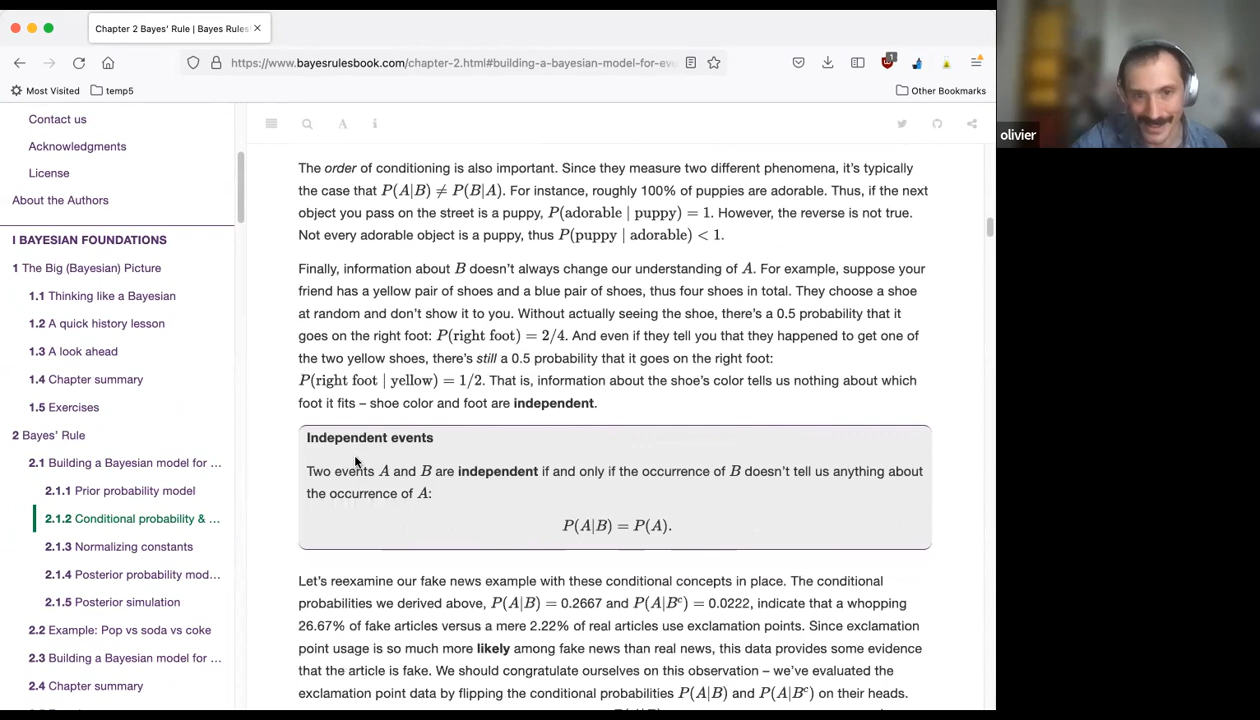 Chapter 2 Bayes' Rule | Bayes Rules
https://www.bayesrulesbook.com/chapter-2.html#building-a-bayesian-model-for-eve
1
Most Visited
temp5
Other Bookmarks
Contact us
Acknowledgments
License
About the Authors
I BAYESIAN FOUNDATIONS
1 The Big (Bayesian) Picture
1.1 Thinking like a Bayesian
1.2 A quick history lesson
1.3 A look ahead
1.4 Chapter summary
1.5 Exercises
2 Bayes' Rule
2.1 Building a Bayesian model for ...
2.1.1 Prior probability model
2.1.2 Conditional probability & ...
2.1.3 Normalizing constants
2.1.4 Posterior probability mod...
2.1.5 Posterior simulation
2.2 Example: Pop vs soda vs coke
2.3 Building a Bayesian model for ...
2.4 Chapter summary
The order of conditioning is also important. Since they measure two different phenomena, it's typically
the case that P(A|B) ≠ P(B|A). For instance, roughly 100% of puppies are adorable. Thus, if the next
object you pass on the street is a puppy, P(adorable | puppy) = 1. However, the reverse is not true.
Not every adorable object is a puppy, thus P(puppy | adorable) < 1.
Finally, information about B doesn't always change our understanding of A. For example, suppose your
friend has a yellow pair of shoes and a blue pair of shoes, thus four shoes in total. They choose a shoe
at random and don't show it to you. Without actually seeing the shoe, there's a 0.5 probability that it
goes on the right foot: P(right foot) = 2/4. And even if they tell you that they happened to get one of
the two yellow shoes, there's still a 0.5 probability that it goes on the right foot:
P(right foot | yellow) = 1/2. That is, information about the shoe's color tells us nothing about which
foot it fits – shoe color and foot are independent.
Independent events
Two events A and B are independent if and only if the occurrence of B doesn't tell us anything about
the occurrence of A:
P(A|B) = P(A).
Let's reexamine our fake news example with these conditional concepts in place. The conditional
probabilities we derived above, P(A|B) = 0.2667 and P(A|Bᶜ) = 0.0222, indicate that a whopping
26.67% of fake articles versus a mere 2.22% of real articles use exclamation points. Since exclamation
point usage is so much more likely among fake news than real news, this data provides some evidence
that the article is fake. We should congratulate ourselves on this observation – we've evaluated the
exclamation point data by flipping the conditional probabilities P(A|B) and P(A|Bᶜ) on their heads.
olivier